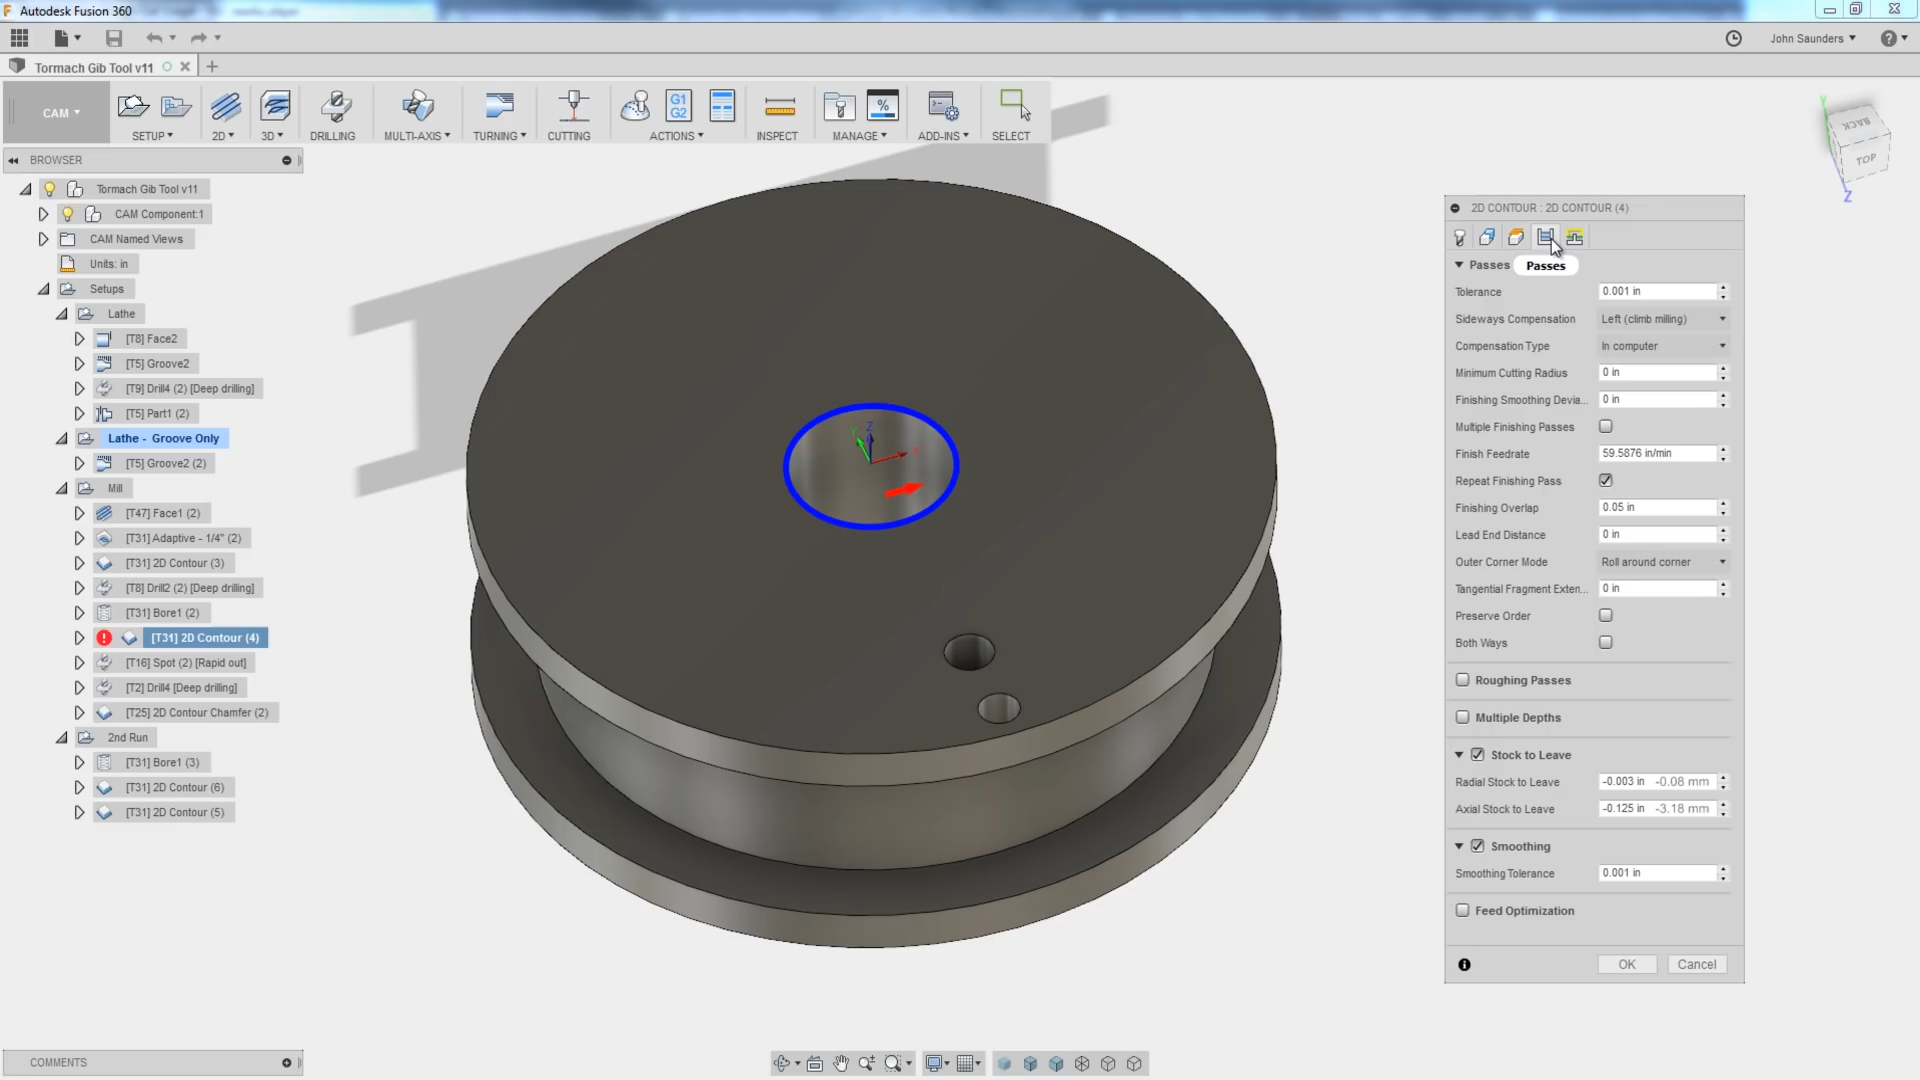 Autodesk Fusion 360
John Saunders
Tormach Gib Tool v11
CAM
SETUP
2D
3D
DRILLING
MULTI-AXIS
TURNING
CUTTING
G1
G2
ACTIONS
INSPECT
%
MANAGE
ADD-INS
SELECT
BROWSER
Tormach Gib Tool v11
CAM Component:1
CAM Named Views
Units: in
Setups
Lathe
[T8] Face2
[T5] Groove2
[T9] Drill4 (2) [Deep drilling]
[T5] Part1 (2)
Lathe - Groove Only
[T5] Groove2 (2)
Mill
[T47] Face1 (2)
[T31] Adaptive - 1/4" (2)
[T31] 2D Contour (3)
[T8] Drill2 (2) [Deep drilling]
[T31] Bore1 (2)
[T31] 2D Contour (4)
[T16] Spot (2) [Rapid out]
[T2] Drill4 [Deep drilling]
[T25] 2D Contour Chamfer (2)
2nd Run
[T31] Bore1 (3)
[T31] 2D Contour (6)
[T31] 2D Contour (5)
COMMENTS
Y
Z
X
Y
BACK
TOP
Z
2D CONTOUR : 2D CONTOUR (4)
Passes
Passes
Tolerance 0.001 in
Sideways Compensation Left (climb milling)
Compensation Type In computer
Minimum Cutting Radius 0 in
Finishing Smoothing Devia... 0 in
Multiple Finishing Passes
Finish Feedrate 59.5876 in/min
Repeat Finishing Pass
Finishing Overlap 0.05 in
Lead End Distance 0 in
Outer Corner Mode Roll around corner
Tangential Fragment Exten... 0 in
Preserve Order
Both Ways
Roughing Passes
Multiple Depths
Stock to Leave
Radial Stock to Leave -0.003 in -0.08 mm
Axial Stock to Leave -0.125 in -3.18 mm
Smoothing
Smoothing Tolerance 0.001 in
Feed Optimization
OK Cancel